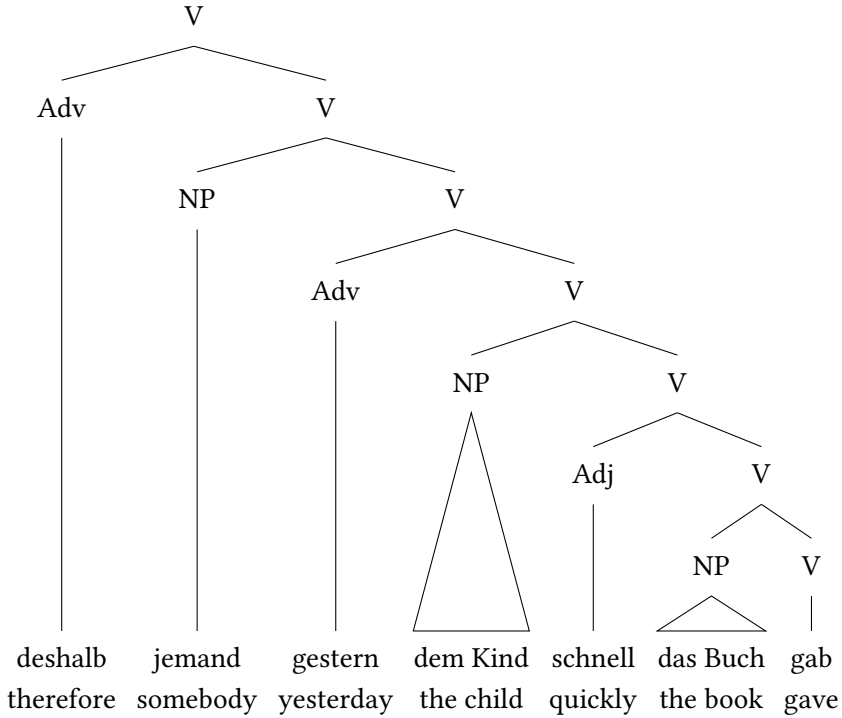 V
Adv V
NP V
Adv V
NP V
Adj V
NP V
deshalb jemand gestern dem Kind schnell das Buch gab
therefore somebody yesterday the child quickly the book gave